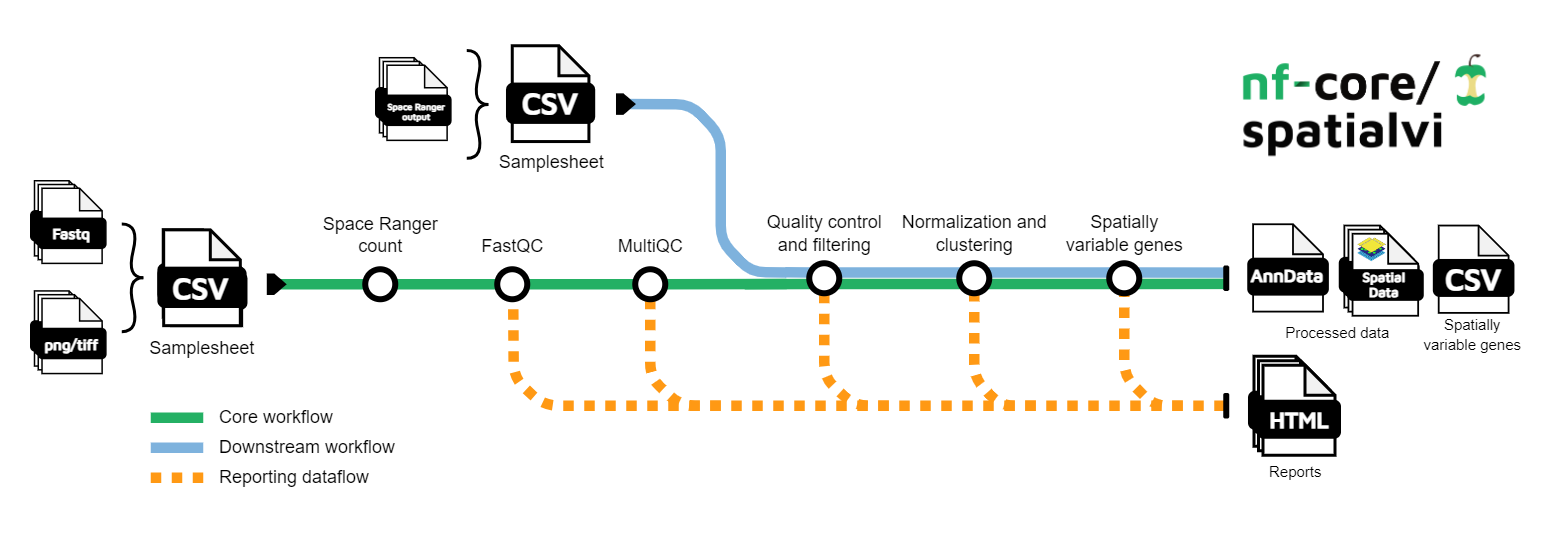 Space Ranger
output
CSV
Samplesheet
nf-core/
spatialvi
Fastq
png/tiff
CSV
Samplesheet
Space Ranger
count
FastQC
MultiQC
Quality control
and filtering
Normalization and
clustering
Spatially
variable genes
AnnData
Spatial
Data
CSV
Processed data
Spatially
variable genes
HTML
Reports
Core workflow
Downstream workflow
Reporting dataflow